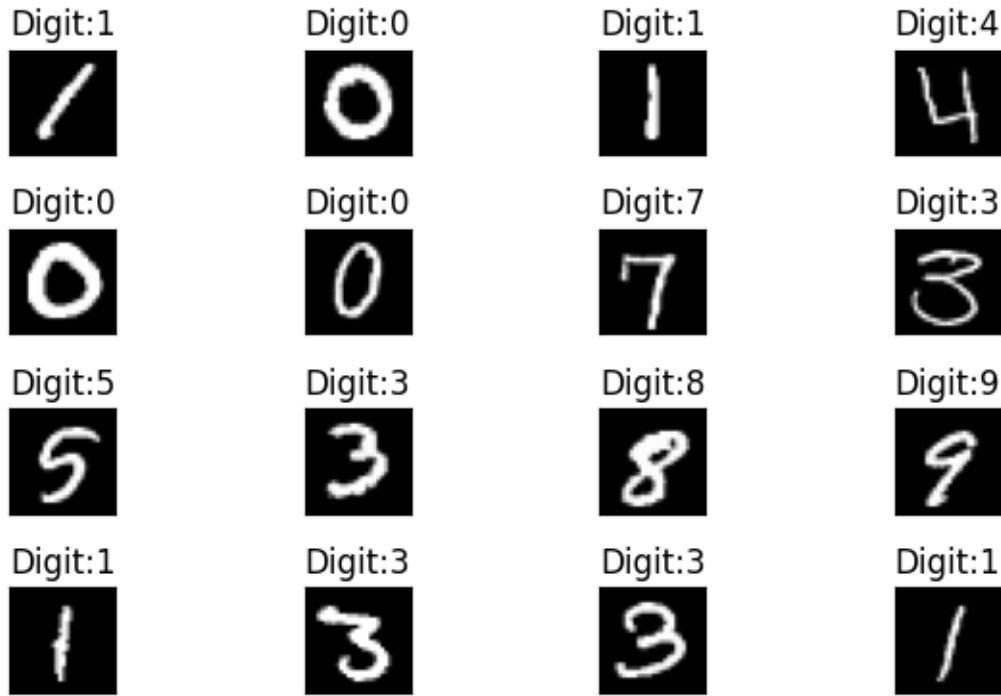 Digit:1 Digit:0 Digit:1 Digit:4
1 0 1 4
Digit:0 Digit:0 Digit:7 Digit:3
0 0 7 3
Digit:5 Digit:3 Digit:8 Digit:9
5 3 8 9
Digit:1 Digit:3 Digit:3 Digit:1
1 3 3 1